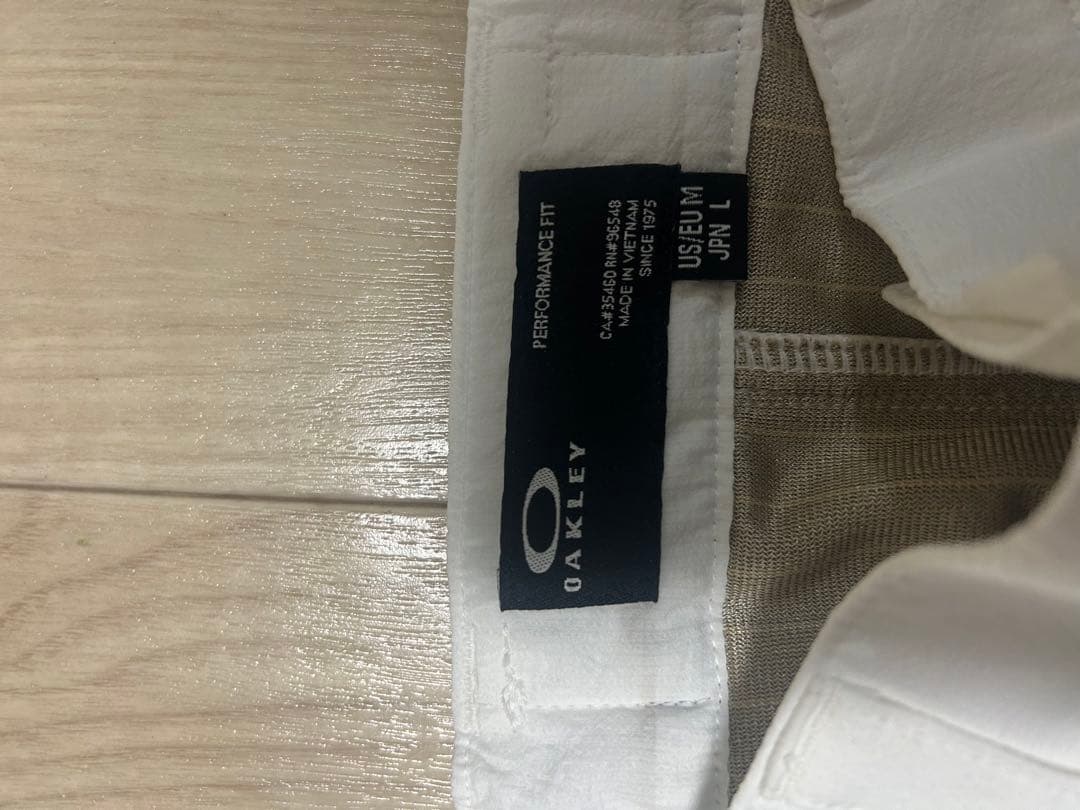 OAKLEY
PERFORMANCE FIT
CA#35460 RN#96548
MADE IN VIETNAM
SINCE 1975
US/EU M
JPN L